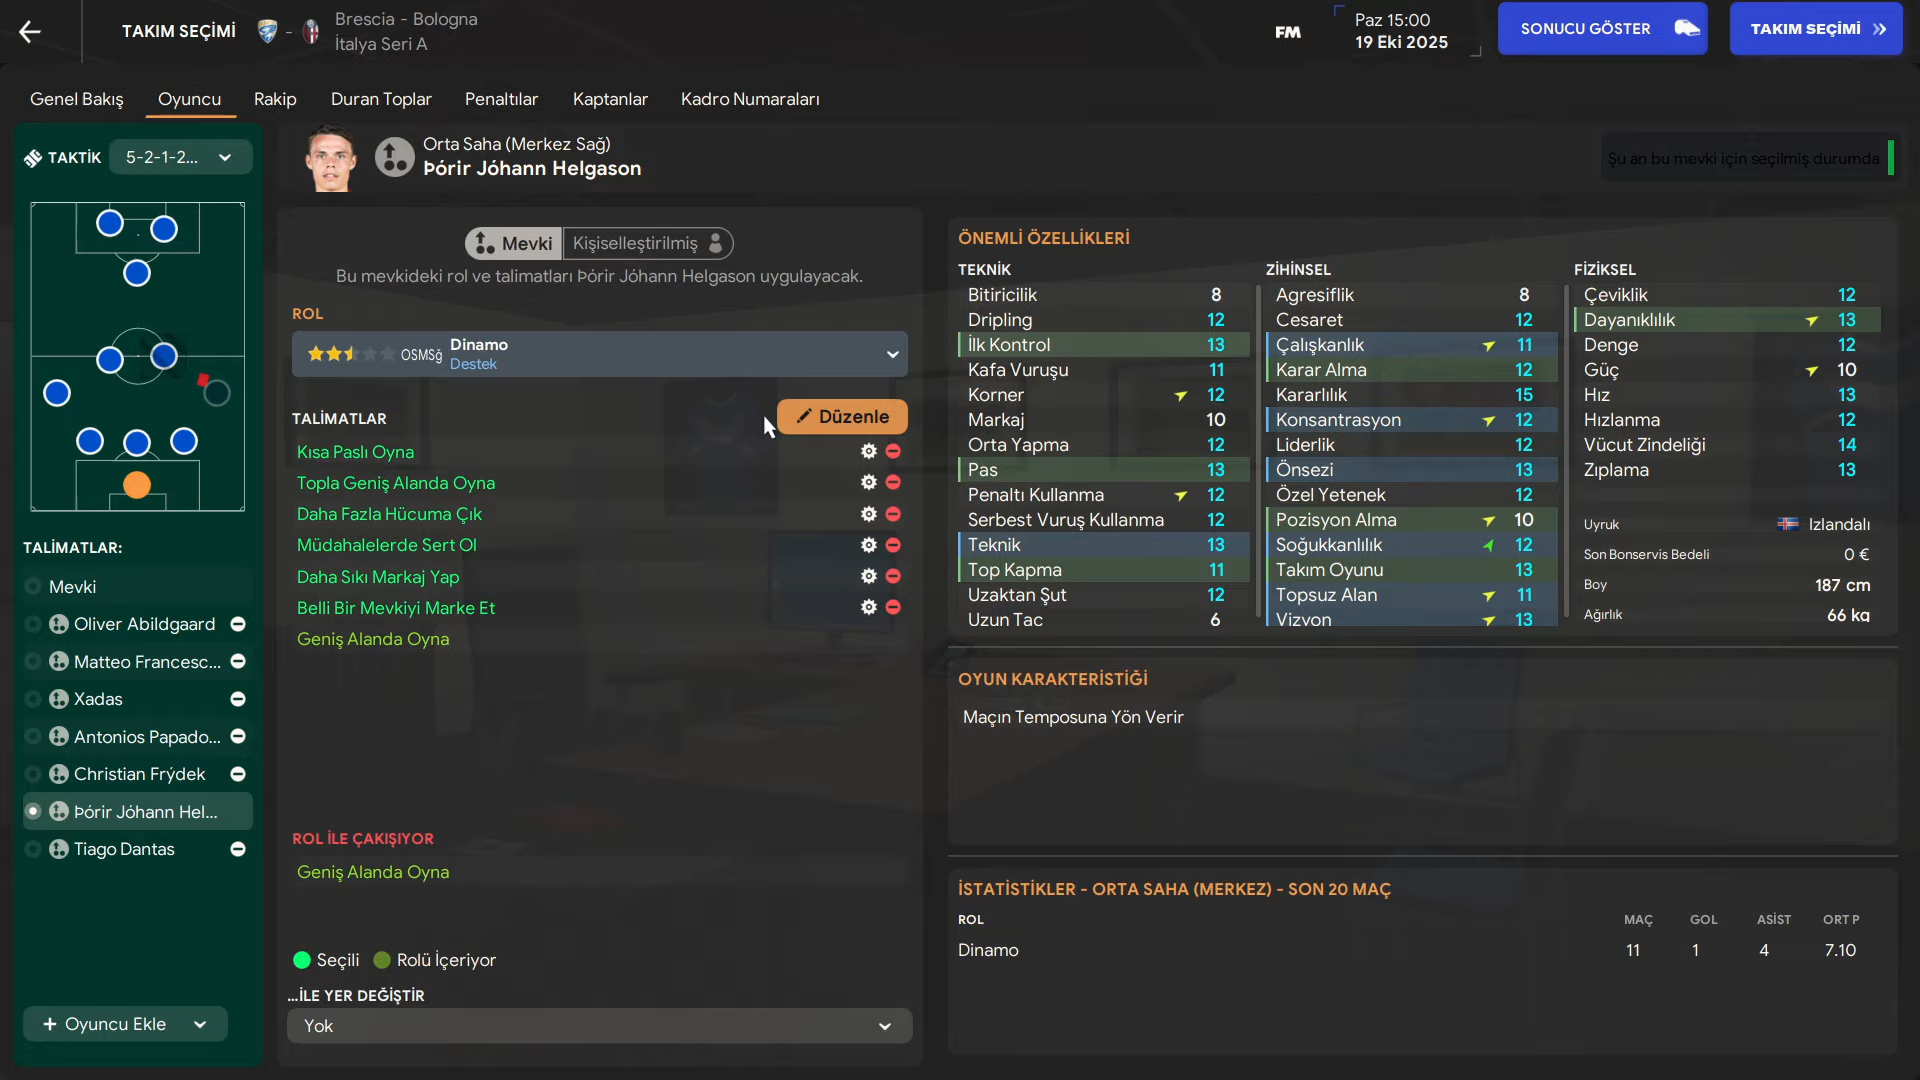 TAKIM SEÇİMİ
-
Brescia - Bologna
İtalya Seri A
FM
Paz 15:00
19 Eki 2025
SONUCU GÖSTER
TAKIM SEÇİMİ
Genel Bakış
Oyuncu
Rakip
Duran Toplar
Penaltılar
Kaptanlar
Kadro Numaraları
TAKTİK
5-2-1-2...
TALİMATLAR:
Mevki
Oliver Abildgaard
Matteo Francesc...
Xadas
Antonios Papado...
Christian Frýdek
Þórir Jóhann Hel...
Tiago Dantas
+ Oyuncu Ekle
Orta Saha (Merkez Sağ)
Þórir Jóhann Helgason
Şu an bu mevki için seçilmiş durumda
Mevki
Kişiselleştirilmiş
Bu mevkideki rol ve talimatları Þórir Jóhann Helgason uygulayacak.
ROL
OSMSğ
Dinamo
Destek
TALİMATLAR
Düzenle
Kısa Paslı Oyna
Topla Geniş Alanda Oyna
Daha Fazla Hücuma Çık
Müdahalelerde Sert Ol
Daha Sıkı Markaj Yap
Belli Bir Mevkiyi Marke Et
Geniş Alanda Oyna
ROL İLE ÇAKIŞIYOR
Geniş Alanda Oyna
Seçili
Rolü İçeriyor
...İLE YER DEĞİŞTİR
Yok
ÖNEMLİ ÖZELLİKLERİ
TEKNİK
Bitiricilik 8
Dripling 12
İlk Kontrol 13
Kafa Vuruşu 11
Korner 12
Markaj 10
Orta Yapma 12
Pas 13
Penaltı Kullanma 12
Serbest Vuruş Kullanma 12
Teknik 13
Top Kapma 11
Uzaktan Şut 12
Uzun Taç 6
ZİHİNSEL
Agresiflik 8
Cesaret 12
Çalışkanlık 11
Karar Alma 12
Kararlılık 15
Konsantrasyon 12
Liderlik 12
Önsezi 13
Özel Yetenek 12
Pozisyon Alma 10
Soğukkanlılık 12
Takım Oyunu 13
Topsuz Alan 11
Vizyon 13
FİZİKSEL
Çeviklik 12
Dayanıklılık 13
Denge 12
Güç 10
Hız 13
Hızlanma 12
Vücut Zindeliği 14
Zıplama 13
Uyruk Izlandalı
Son Bonservis Bedeli 0 €
Boy 187 cm
Ağırlık 66 kg
OYUN KARAKTERİSTİĞİ
Maçın Temposuna Yön Verir
İSTATİSTİKLER - ORTA SAHA (MERKEZ) - SON 20 MAÇ
ROL MAÇ GOL ASİST ORT P
Dinamo 11 1 4 7.10